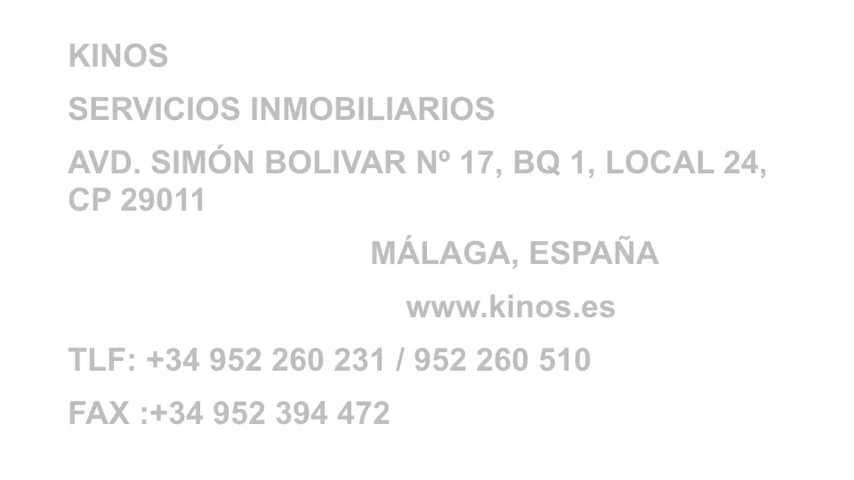 KINOS
SERVICIOS INMOBILIARIOS
AVD. SIMÓN BOLIVAR Nº 17, BQ 1, LOCAL 24,
CP 29011
MÁLAGA, ESPAÑA
www.kinos.es
TLF: +34 952 260 231 / 952 260 510
FAX :+34 952 394 472